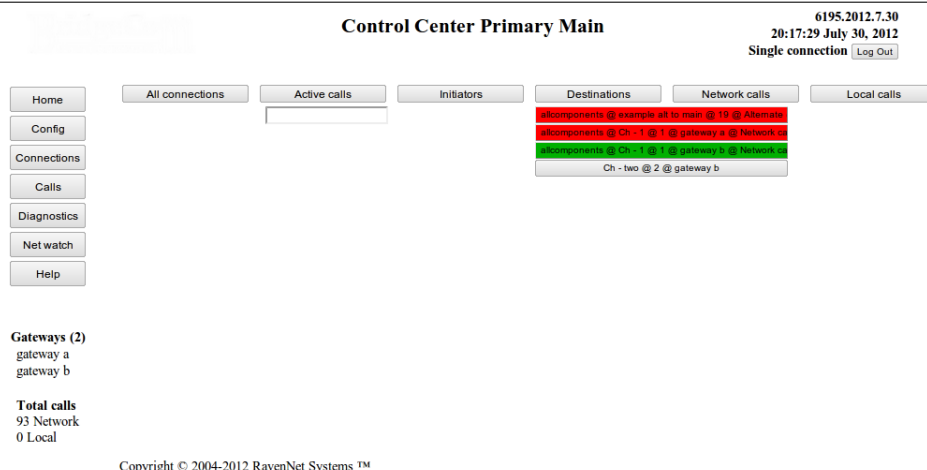 Control Center Primary Main
6195.2012.7.30
20:17:29 July 30, 2012
Single connection Log Out
All connections Active calls Initiators Destinations Network calls Local calls
Home
Config
Connections
Calls
Diagnostics
Net watch
Help
allcomponents @ example alt to main @ 19 @ Alternate
allcomponents @ Ch - 1 @ 1 @ gateway a @ Network ca
allcomponents @ Ch - 1 @ 1 @ gateway b @ Network ca
Ch - two @ 2 @ gateway b
Gateways (2)
gateway a
gateway b
Total calls
93 Network
0 Local
Copyright © 2004-2012 RavenNet Systems ™